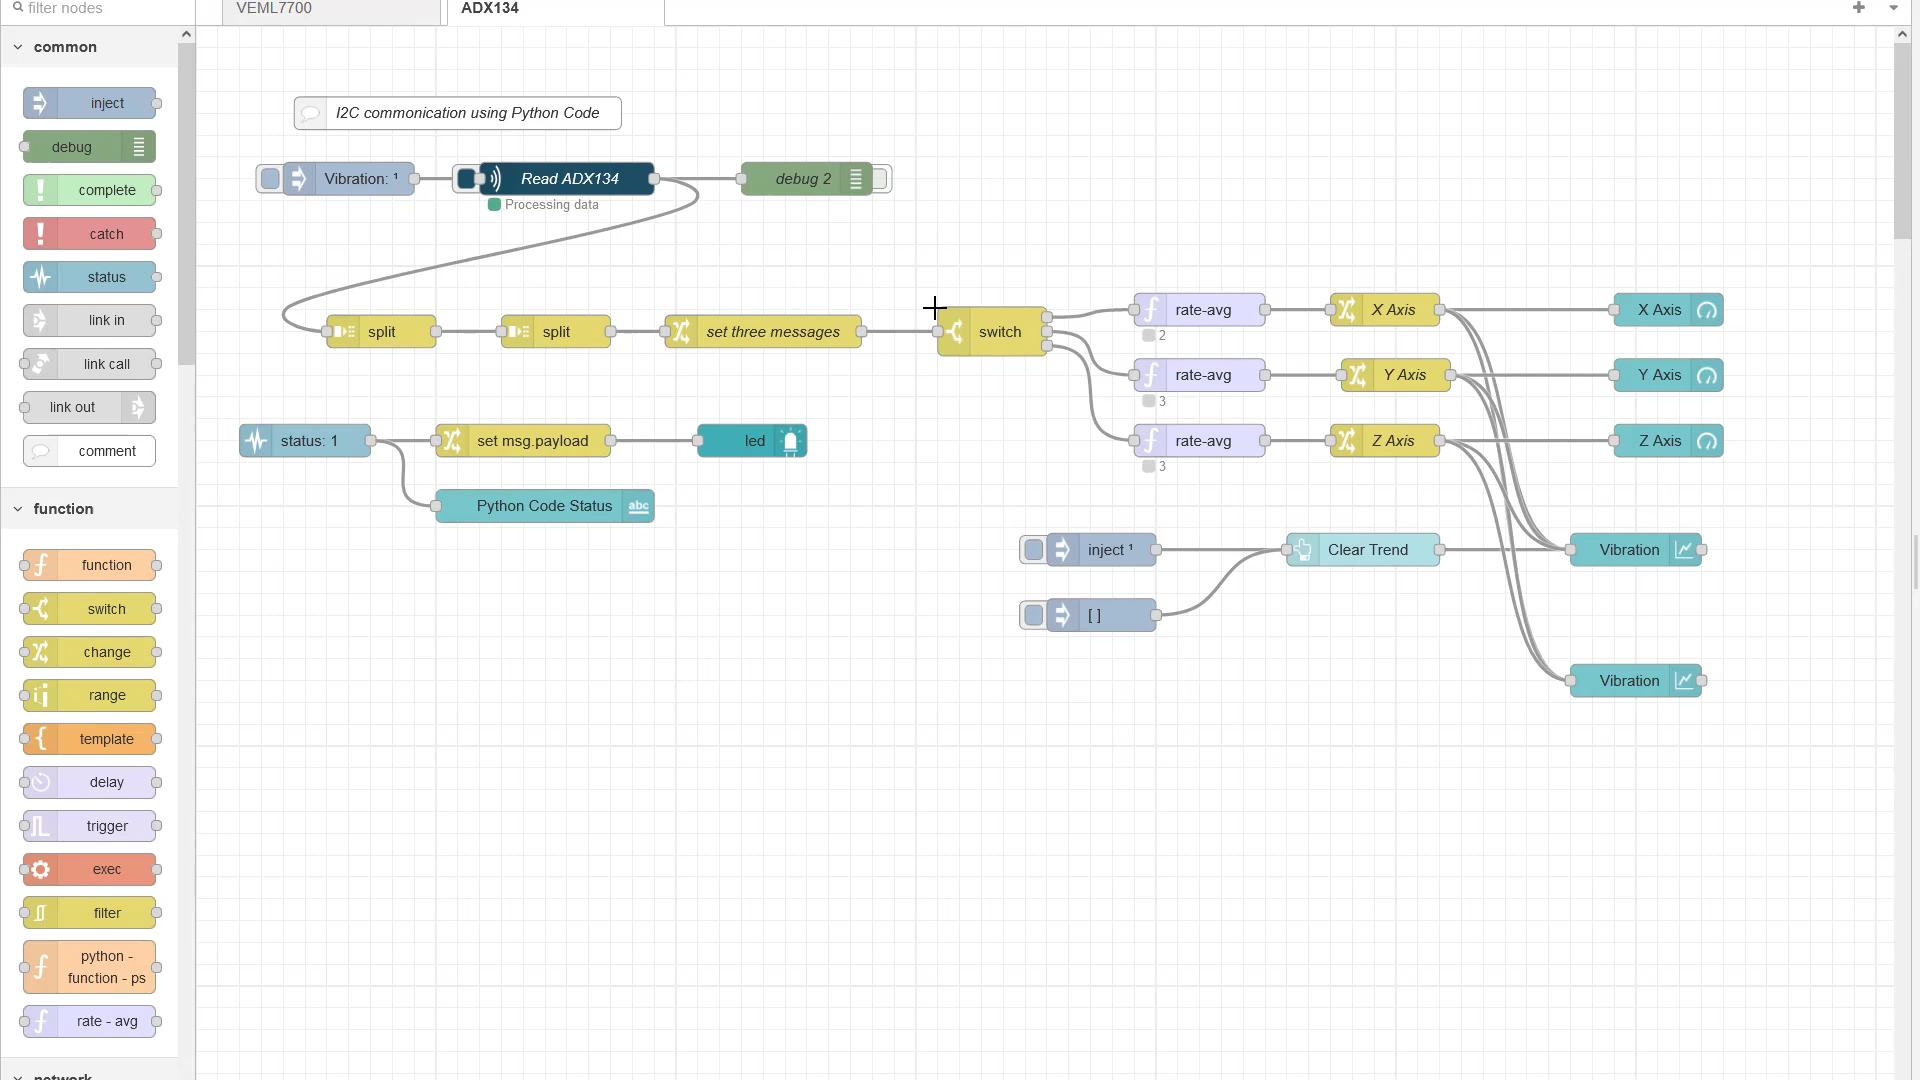 filter nodes
VEML7700
ADX134
common
inject
debug
complete
catch
status
link in
link call
link out
comment
function
function
switch
change
range
template
delay
trigger
exec
filter
python -
function - ps
rate - avg
network
I2C commonication using Python Code
Vibration: ¹
Read ADX134
Processing data
debug 2
split
split
set three messages
switch
rate-avg
2
X Axis
X Axis
rate-avg
3
Y Axis
Y Axis
rate-avg
3
Z Axis
Z Axis
status: 1
set msg.payload
led
Python Code Status
abc
inject ¹
Clear Trend
Vibration
[ ]
Vibration